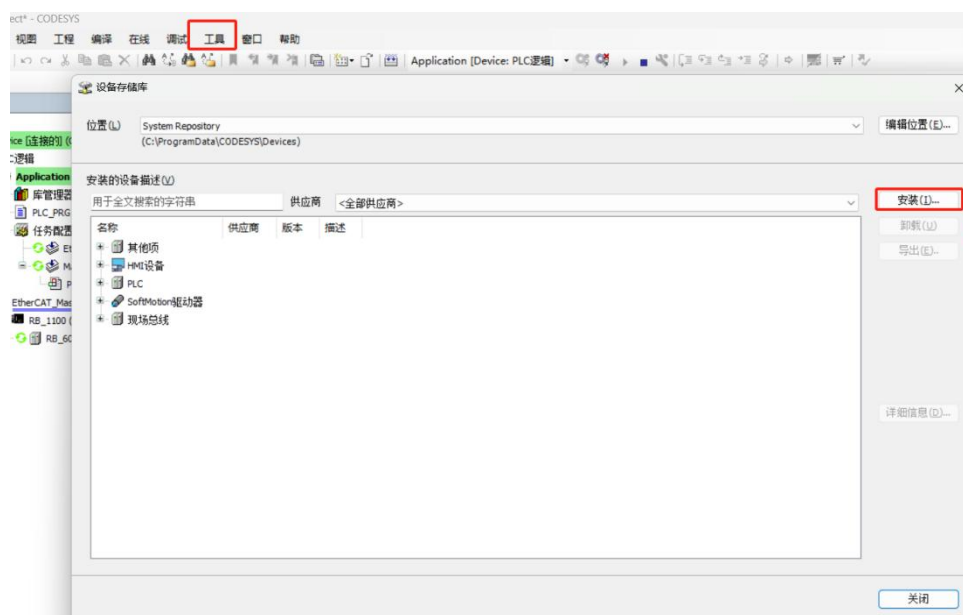 ect* - CODESYS
视图 工程 编译 在线 调试 工具 窗口 帮助
Application [Device: PLC逻辑]
设备存储库
位置(L) System Repository 编辑位置(E)...
(C:\ProgramData\CODESYS\Devices)
安装的设备描述(V)
用于全文搜索的字符串 供应商 <全部供应商> 安装(I)...
名称 供应商 版本 描述 卸载(U)
其他项 导出(E)...
HMI设备
PLC
SoftMotion驱动器
现场总线
详细信息(D)...
关闭
ice [连接的] (
C逻辑
Application
库管理器
PLC_PRG
任务配置
Et
M
P
EtherCAT_Mas
RB_1100 (
RB_60